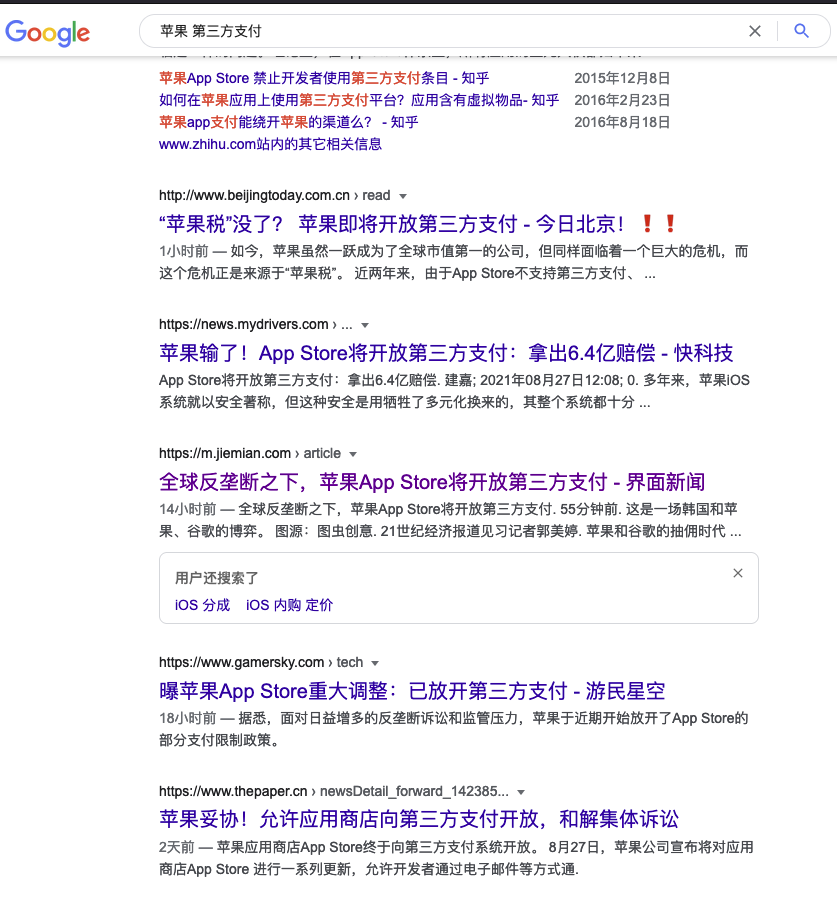 Google
苹果 第三方支付
苹果App Store 禁止开发者使用第三方支付条目 - 知乎 2015年12月8日
如何在苹果应用上使用第三方支付平台？应用含有虚拟物品- 知乎 2016年2月23日
苹果app支付能绕开苹果的渠道么？ - 知乎 2016年8月18日
www.zhihu.com站内的其它相关信息
http://www.beijingtoday.com.cn › read
“苹果税”没了？ 苹果即将开放第三方支付 - 今日北京！❗❗
1小时前 — 如今，苹果虽然一跃成为了全球市值第一的公司，但同样面临着一个巨大的危机，而
这个危机正是来源于“苹果税”。 近两年来，由于App Store不支持第三方支付、 ...
https://news.mydrivers.com › ...
苹果输了！App Store将开放第三方支付：拿出6.4亿赔偿 - 快科技
App Store将开放第三方支付：拿出6.4亿赔偿. 建嘉; 2021年08月27日12:08; 0. 多年来，苹果iOS
系统就以安全著称，但这种安全是用牺牲了多元化换来的，其整个系统都十分 ...
https://m.jiemian.com › article
全球反垄断之下，苹果App Store将开放第三方支付 - 界面新闻
14小时前 — 全球反垄断之下，苹果App Store将开放第三方支付. 55分钟前. 这是一场韩国和苹
果、谷歌的博弈。 图源：图虫创意. 21世纪经济报道见习记者郭美婷. 苹果和谷歌的抽佣时代 ...
用户还搜索了
iOS 分成 iOS 内购 定价
https://www.gamersky.com › tech
曝苹果App Store重大调整：已放开第三方支付 - 游民星空
18小时前 — 据悉，面对日益增多的反垄断诉讼和监管压力，苹果于近期开始放开了App Store的
部分支付限制政策。
https://www.thepaper.cn › newsDetail_forward_142385...
苹果妥协！允许应用商店向第三方支付开放，和解集体诉讼
2天前 — 苹果应用商店App Store终于向第三方支付系统开放。 8月27日，苹果公司宣布将对应用
商店App Store 进行一系列更新，允许开发者通过电子邮件等方式通.